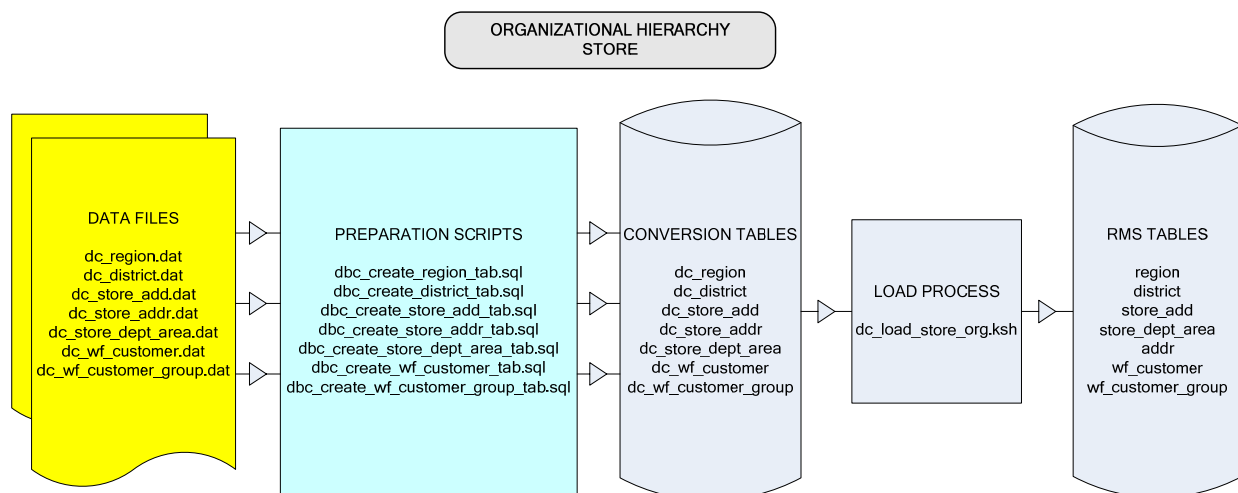 ORGANIZATIONAL HIERARCHY
STORE
DATA FILES
dc_region.dat
dc_district.dat
dc_store_add.dat
dc_store_addr.dat
dc_store_dept_area.dat
dc_wf_customer.dat
dc_wf_customer_group.dat
PREPARATION SCRIPTS
dbc_create_region_tab.sql
dbc_create_district_tab.sql
dbc_create_store_add_tab.sql
dbc_create_store_addr_tab.sql
dbc_create_store_dept_area_tab.sql
dbc_create_wf_customer_tab.sql
dbc_create_wf_customer_group_tab.sql
CONVERSION TABLES
dc_region
dc_district
dc_store_add
dc_store_addr
dc_store_dept_area
dc_wf_customer
dc_wf_customer_group
LOAD PROCESS
dc_load_store_org.ksh
RMS TABLES
region
district
store_add
store_dept_area
addr
wf_customer
wf_customer_group